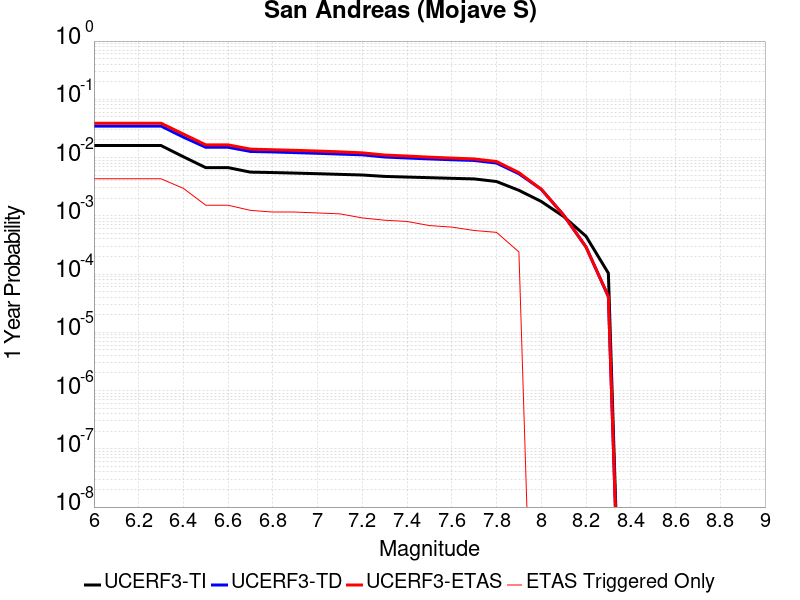 San Andreas (Mojave S)
10^0
10^-1
10^-2
10^-3
10^-4
10^-5
10^-6
10^-7
10^-8
1 Year Probability
6 6.2 6.4 6.6 6.8 7 7.2 7.4 7.6 7.8 8 8.2 8.4 8.6 8.8 9
Magnitude
UCERF3-TI UCERF3-TD UCERF3-ETAS ETAS Triggered Only